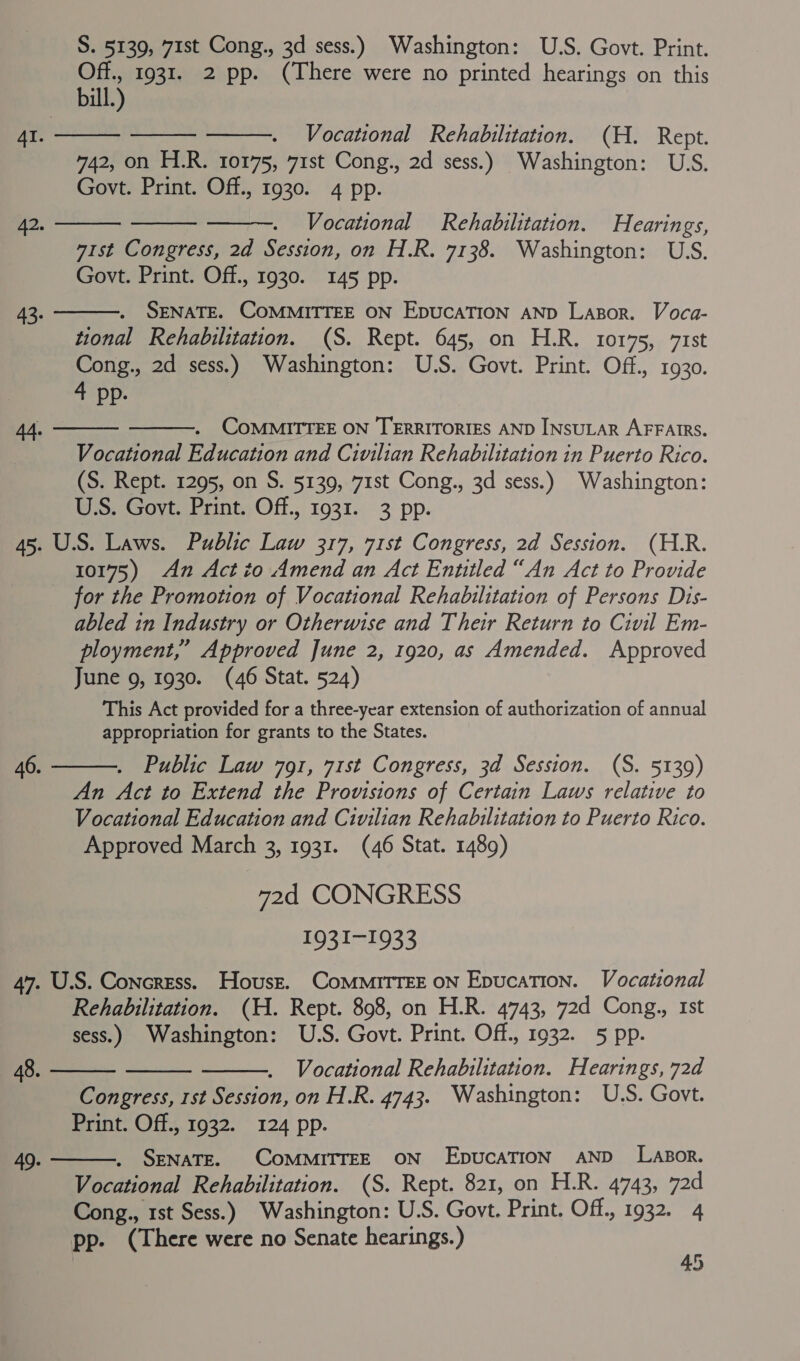 S. 5139, 71st Cong., 3d sess.) Washington: U.S. Govt. Print.
Off., 1931. 2 pp. (There were no printed hearings on this
bill.)
41. ——— ——— ———. Vocational Rehabilitation. (H. Rept.
742, on H.R. 10175, 71st Cong., 2d sess.) Washington: U.S.
Govt. Print. Off., 1930. 4 pp.
42. ——— ——— ———. Vocational Rehabilitation. Hearings,
71st Congress, 2d Session, on H.R. 7138. Washington: U.S.
Govt. Print. Off., 1930. 145 pp.
43. ———. SENATE. COMMITTEE ON EDUCATION AND LABOR. Voca-
tional Rehabilitation. (S. Rept. 645, on H.R. 10175, 71st
Cong., 2d sess.) Washington: U.S. Govt. Print. Off., 1930.
4 pp.
44. ——— ———. COMMITTEE ON TERRITORIES AND INSULAR AFFAIRS.
Vocational Education and Civilian Rehabilitation in Puerto Rico.
(S. Rept. 1295, on S. 5139, 71st Cong., 3d sess.) Washington:
U.S. Govt. Print. Off., 1931. 3 pp.
45. U.S. Laws. Public Law 317, 71st Congress, 2d Session. (H.R.
10175) An Act to Amend an Act Entitled “An Act to Provide
for the Promotion of Vocational Rehabilitation of Persons Dis-
abled in Industry or Otherwise and Their Return to Civil Em-
ployment,” Approved June 2, 1920, as Amended. Approved
June 9, 1930. (46 Stat. 524)
This Act provided for a three-year extension of authorization of annual
appropriation for grants to the States.
46. ———. Public Law 791, 71st Congress, 3d Session. (S. 5139)
An Act to Extend the Provisions of Certain Laws relative to
Vocational Education and Civilian Rehabilitation to Puerto Rico.
Approved March 3, 1931. (46 Stat. 1489)
72d CONGRESS
1931–1933
47. U.S. CONGRESS. HOUSE. COMMITTEE ON EDUCATION. Vocational
Rehabilitation. (H. Rept. 898, on H.R. 4743, 72d Cong., 1st
sess.) Washington: U.S. Govt. Print. Off., 1932. 5 pp.
48. ——— ——— ———. Vocational Rehabilitation. Hearings, 72d
Congress, 1st Session, on H.R. 4743. Washington: U.S. Govt.
Print. Off., 1932. 124 pp.
49. ———. SENATE. COMMITTEE ON EDUCATION AND LABOR.
Vocational Rehabilitation. (S. Rept. 821, on H.R. 4743, 72d
Cong., 1st Sess.) Washington: U.S. Govt. Print. Off., 1932. 4
pp. (There were no Senate hearings.)
45